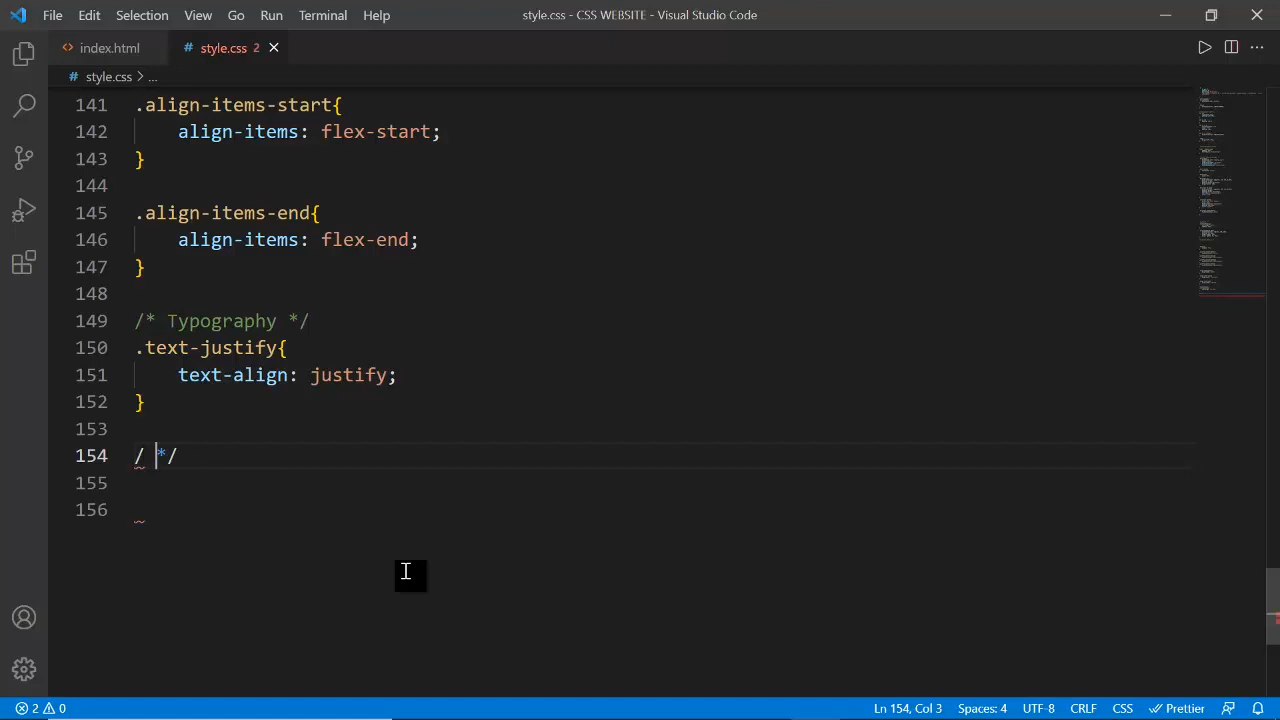 File Edit Selection View Go Run Terminal Help style.css - CSS WEBSITE - Visual Studio Code
<> index.html # style.css 2
# style.css > ...
141 .align-items-start{
142 align-items: flex-start;
143 }
144
145 .align-items-end{
146 align-items: flex-end;
147 }
148
149 /* Typography */
150 .text-justify{
151 text-align: justify;
152 }
153
154 / */
155
156
2 0 Ln 154, Col 3 Spaces: 4 UTF-8 CRLF CSS Prettier